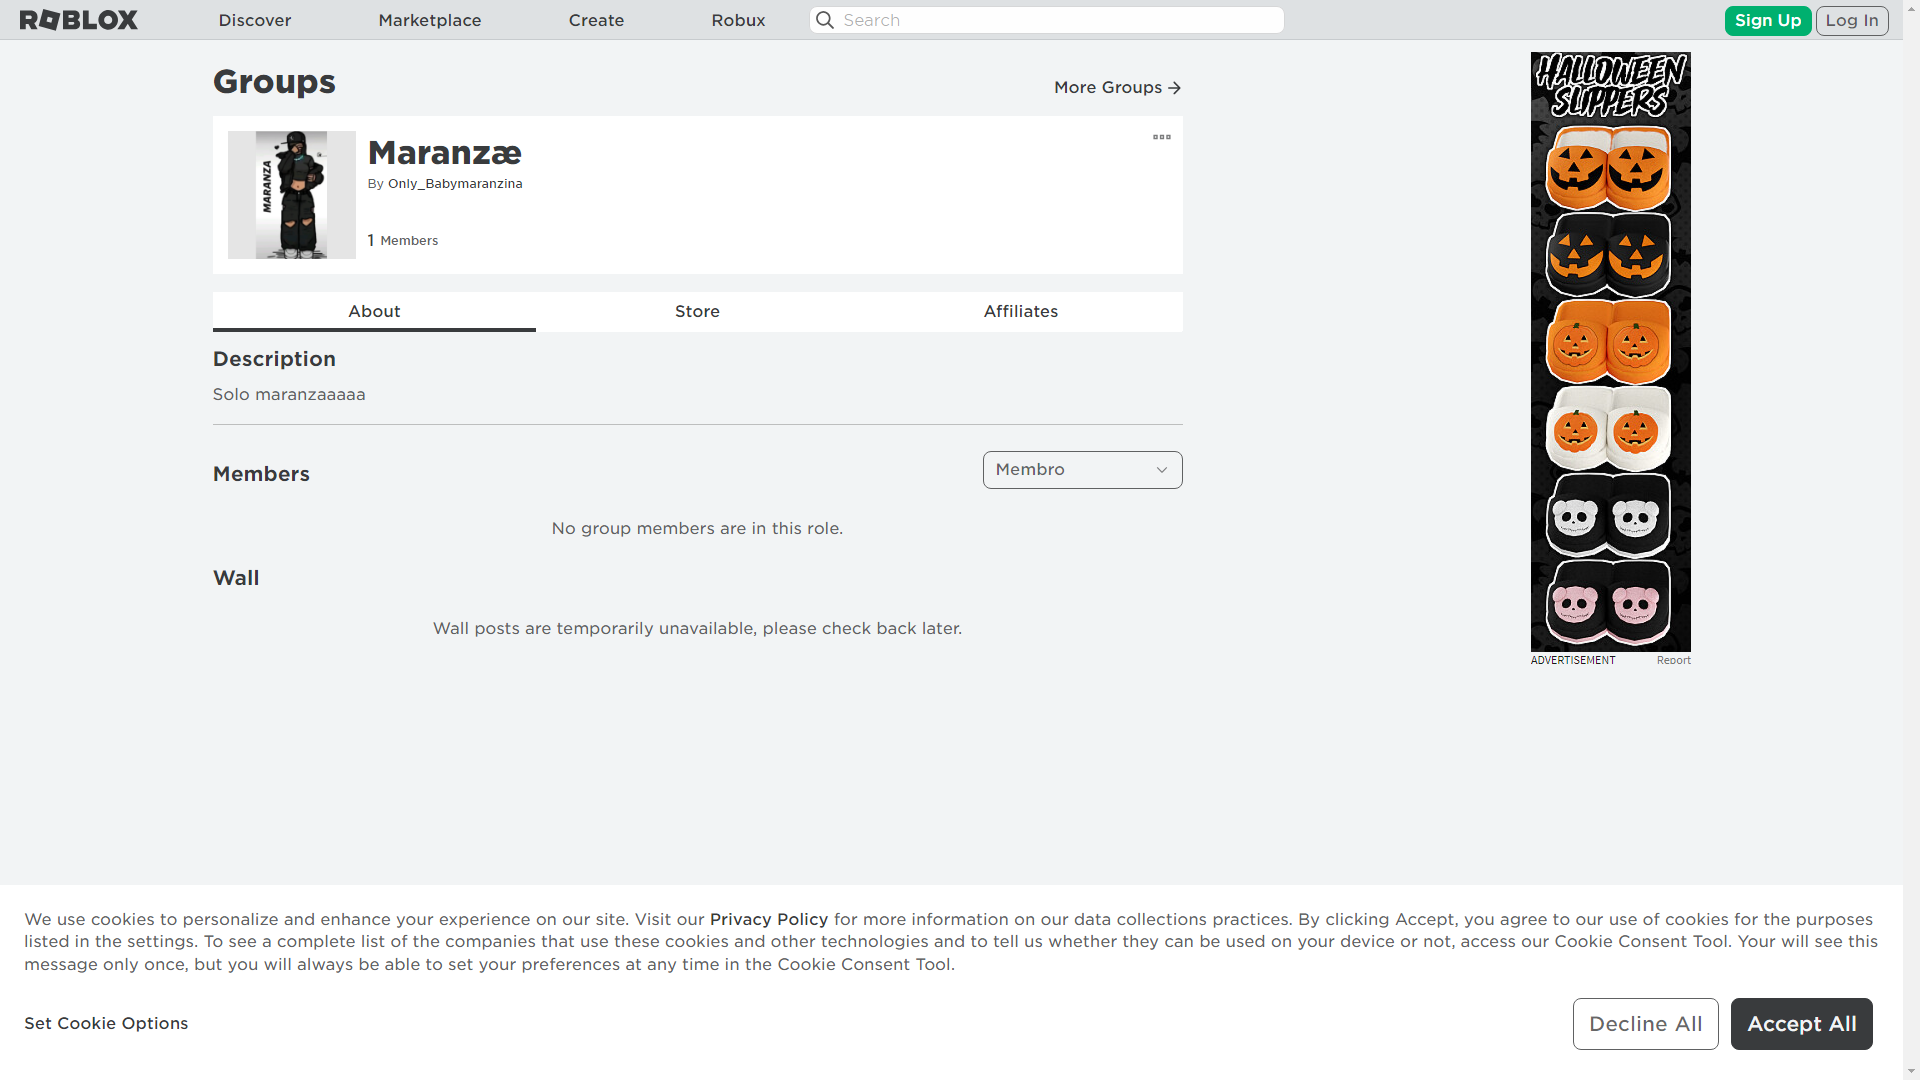 ROBLOX
Discover
Marketplace
Create
Robux
Search
Sign Up
Log In
Groups
More Groups
MARANZA
Maranzæ
By Only_Babymaranzina
1 Members
About
Store
Affiliates
Description
Solo maranzaaaaa
Members
Membro
No group members are in this role.
Wall
Wall posts are temporarily unavailable, please check back later.
HALLOWEEN
SLIPPERS
ADVERTISEMENT
Report
We use cookies to personalize and enhance your experience on our site. Visit our Privacy Policy for more information on our data collections practices. By clicking Accept, you agree to our use of cookies for the purposes
listed in the settings. To see a complete list of the companies that use these cookies and other technologies and to tell us whether they can be used on your device or not, access our Cookie Consent Tool. Your will see this
message only once, but you will always be able to set your preferences at any time in the Cookie Consent Tool.
Set Cookie Options
Decline All
Accept All